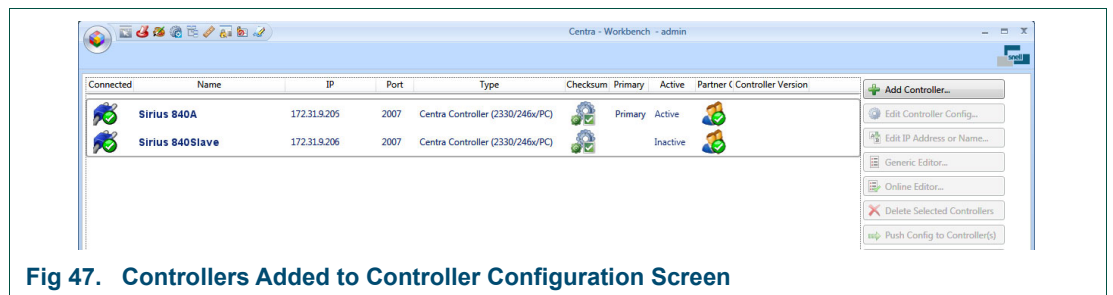 Centra - Workbench - admin
snell
Connected Name IP Port Type Checksum Primary Active Partner C Controller Version
Sirius 840A 172.31.9.205 2007 Centra Controller (2330/246x/PC) Primary Active
Sirius 840Slave 172.31.9.206 2007 Centra Controller (2330/246x/PC) Inactive
Add Controller...
Edit Controller Config...
Edit IP Address or Name...
Generic Editor...
Online Editor...
Delete Selected Controllers
Push Config to Controller(s)
Fig 47. Controllers Added to Controller Configuration Screen